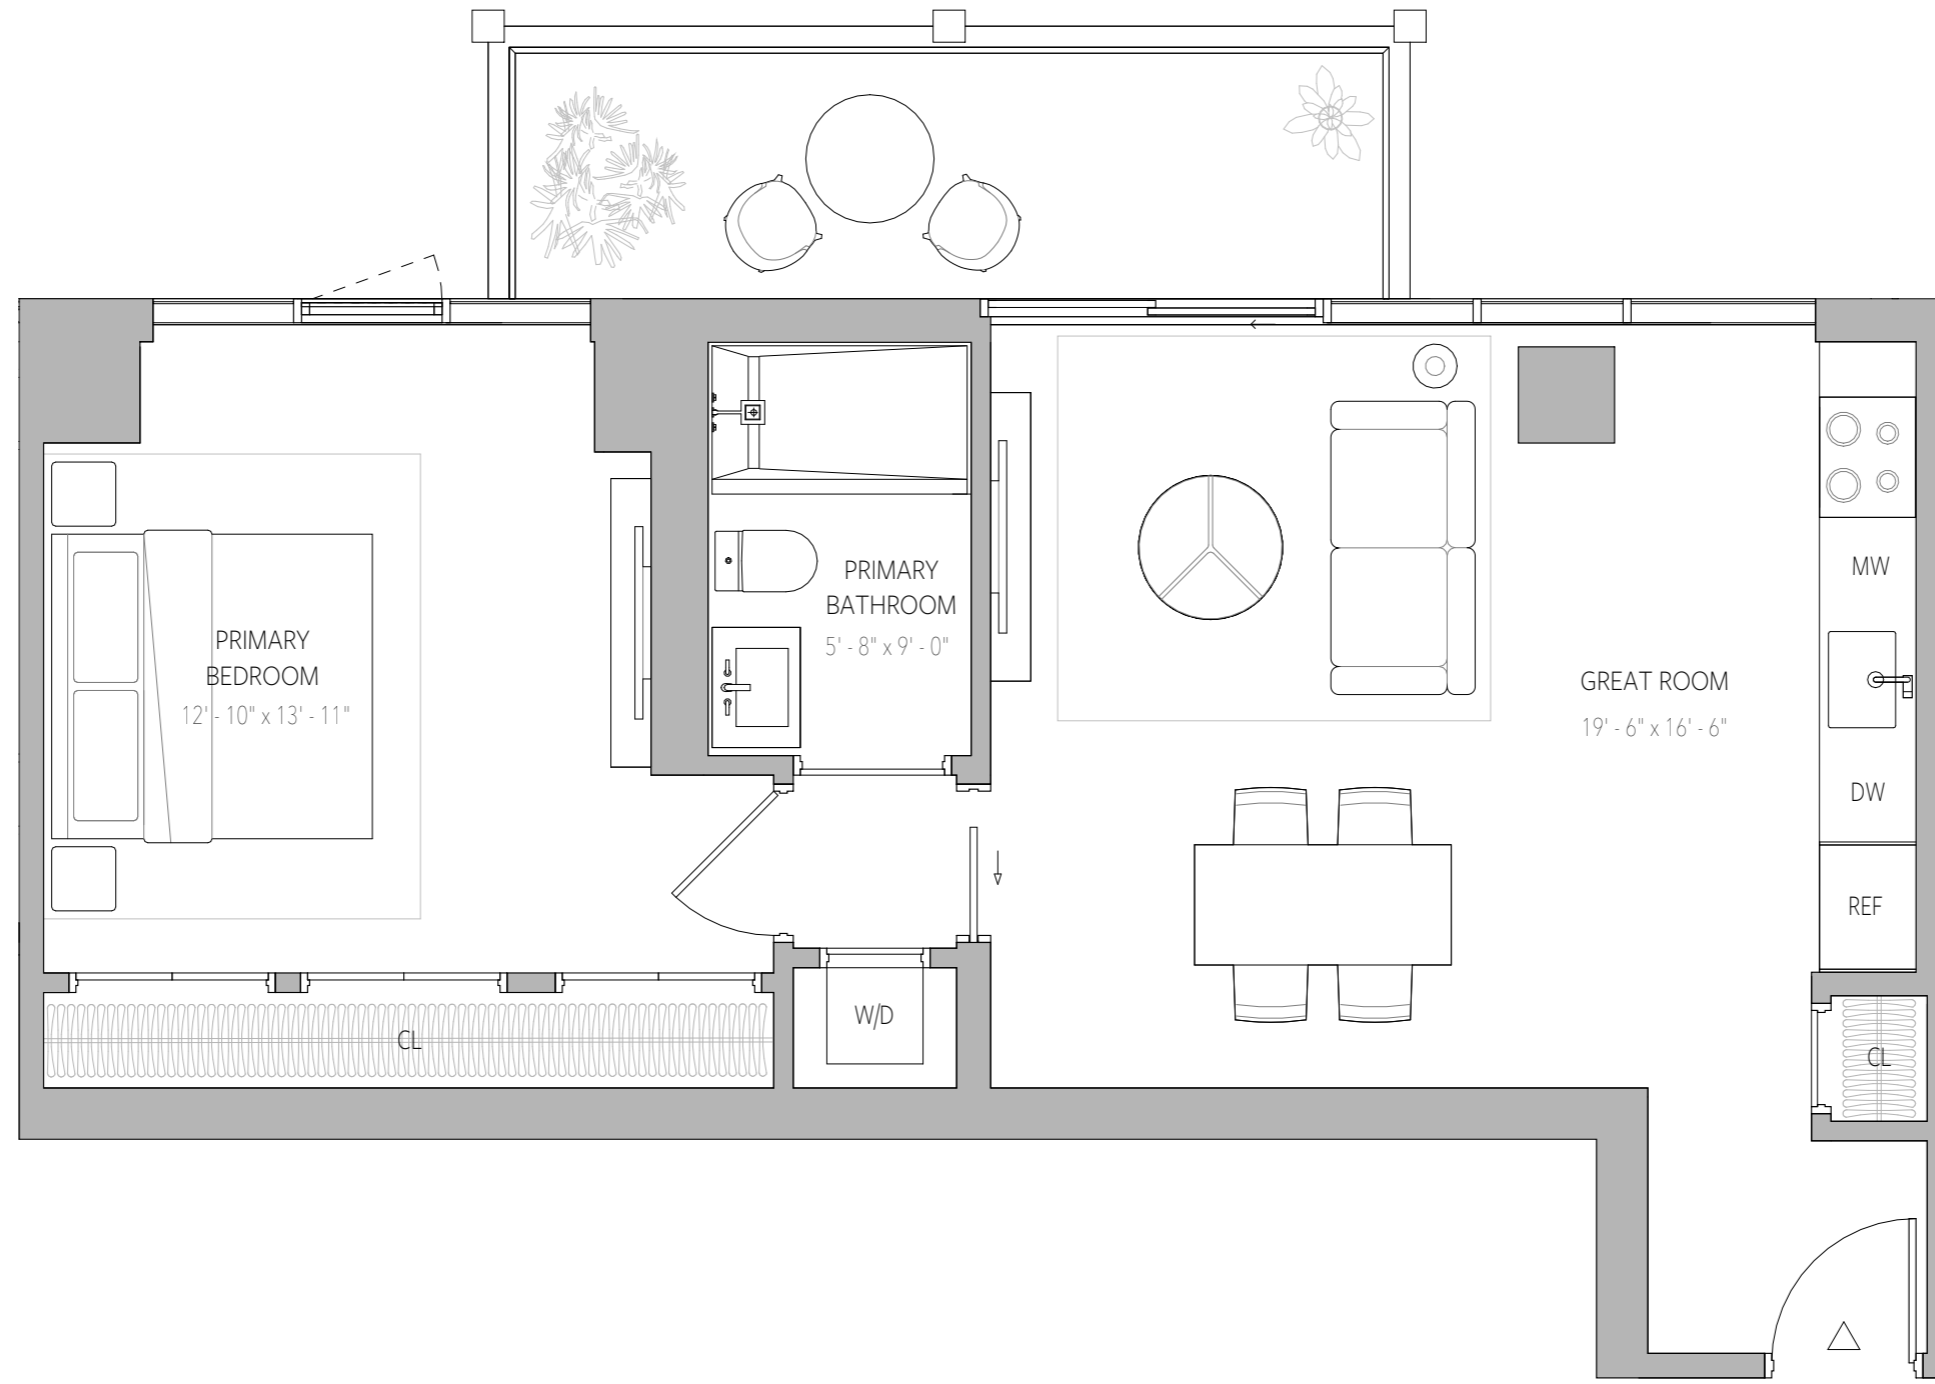 PRIMARY
BEDROOM
12' - 10" x 13' - 11"
CL
PRIMARY
BATHROOM
5' - 8" x 9' - 0"
W/D
GREAT ROOM
19' - 6" x 16' - 6"
MW
DW
REF
CL